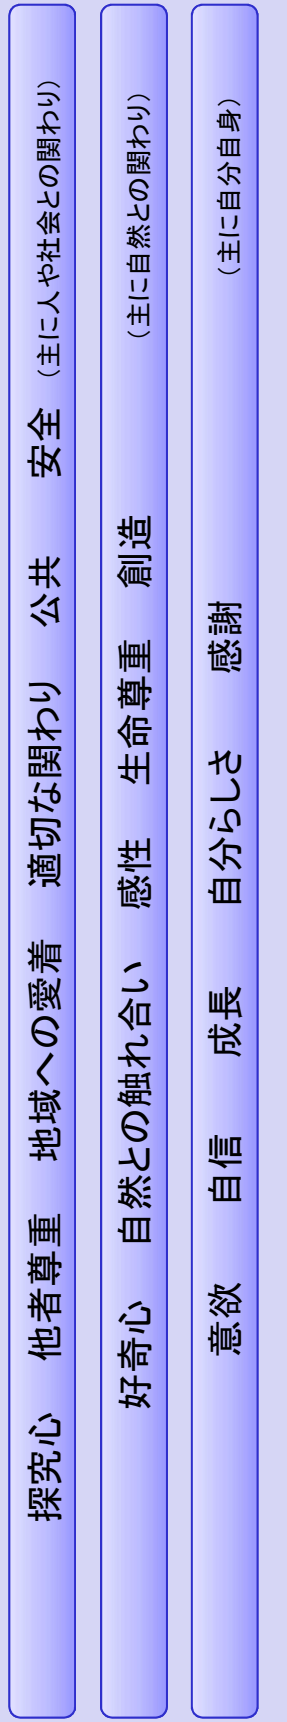 探究心　他者尊重　地域への愛着　適切な関わり　公共　安全（主に人や社会との関わり）
好奇心　自然との触れ合い　感性　生命尊重　創造（主に自然との関わり）
意欲　自信　成長　自分らしさ　感謝（主に自分自身）